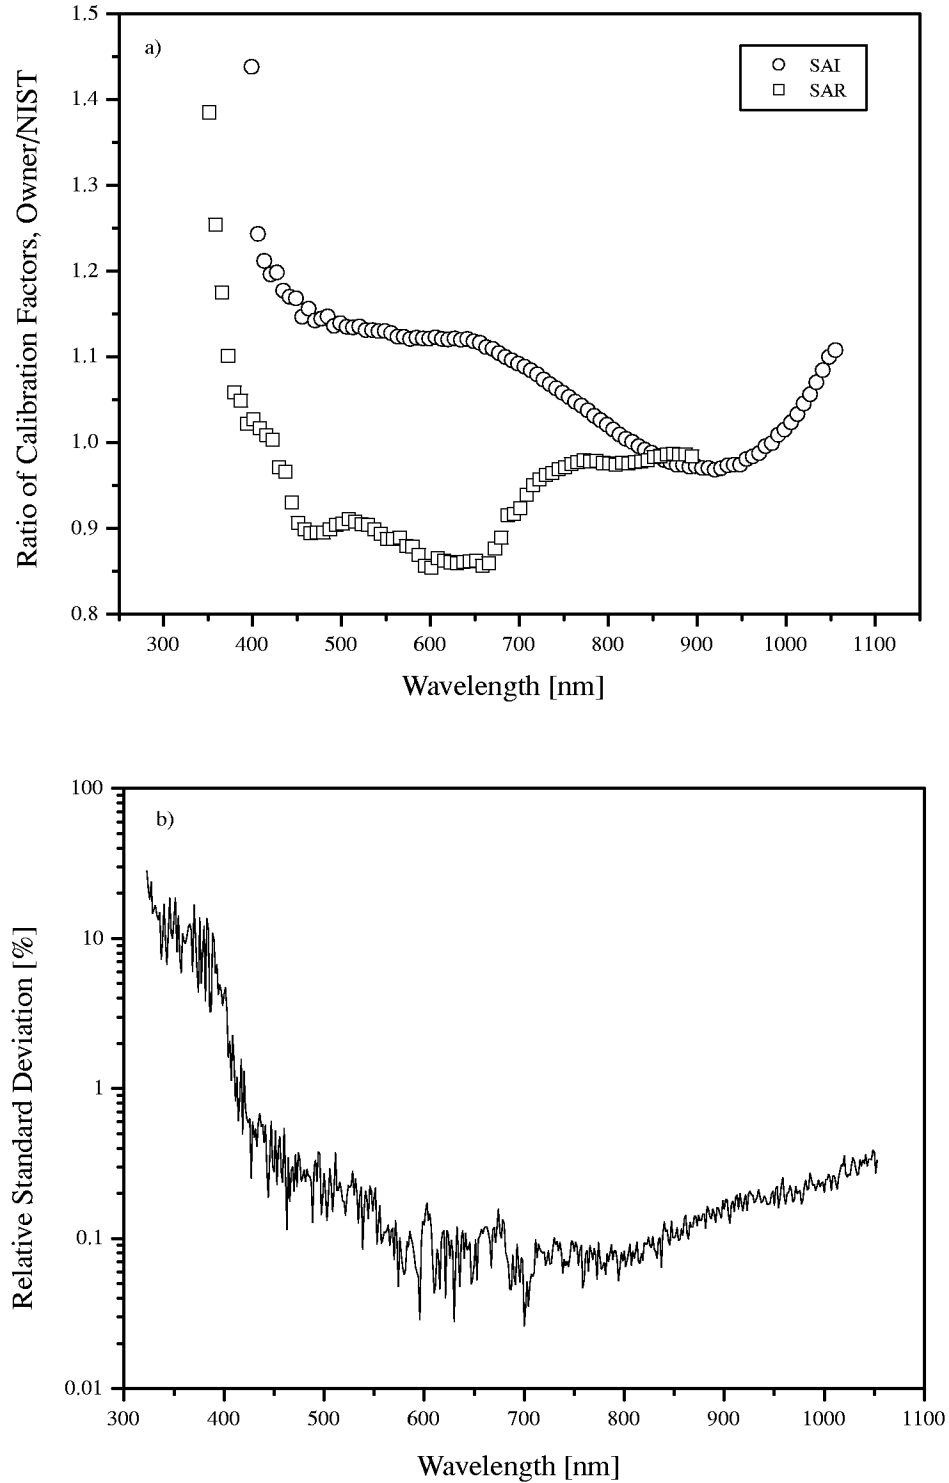 a)
SAI
SAR
Ratio of Calibration Factors, Owner/NIST
1.5
1.4
1.3
1.2
1.1
1.0
0.9
0.8
300 400 500 600 700 800 900 1000 1100
Wavelength [nm]
b)
Relative Standard Deviation [%]
100
10
1
0.1
0.01
300 400 500 600 700 800 900 1000 1100
Wavelength [nm]